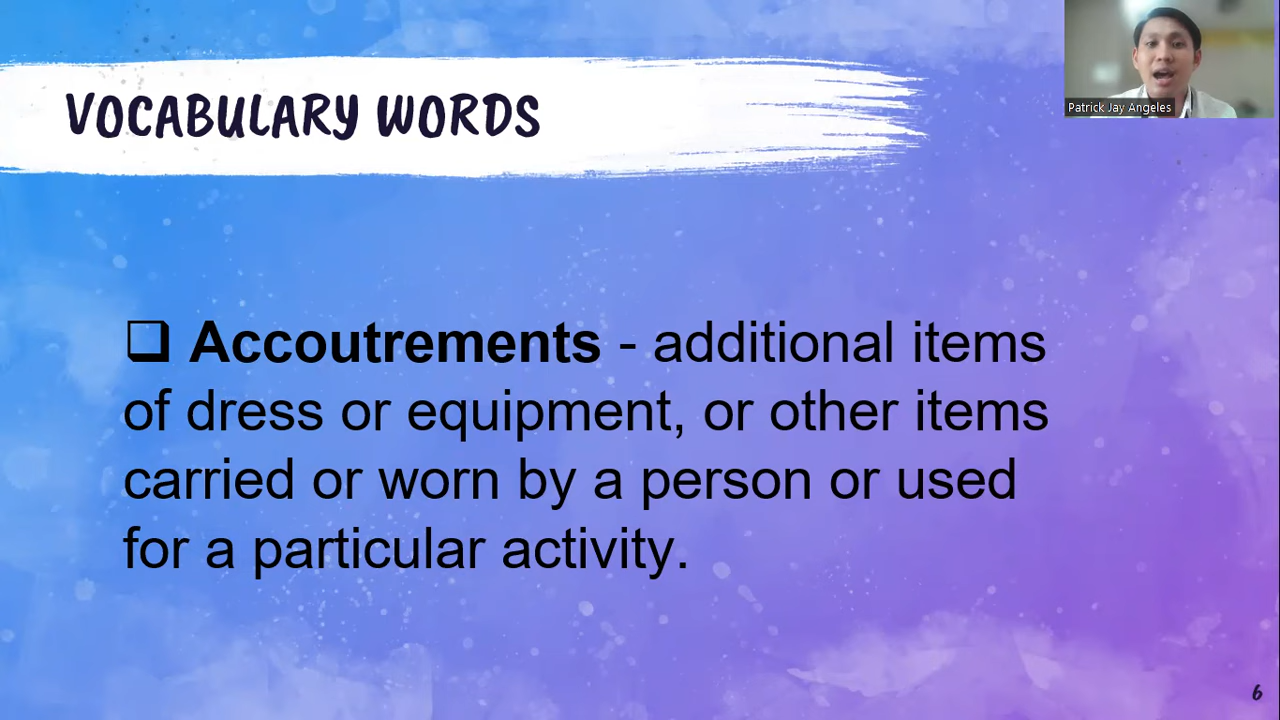 VOCABULARY WORDS
Patrick Jay Angeles
❑ Accoutrements - additional items
of dress or equipment, or other items
carried or worn by a person or used
for a particular activity.
6